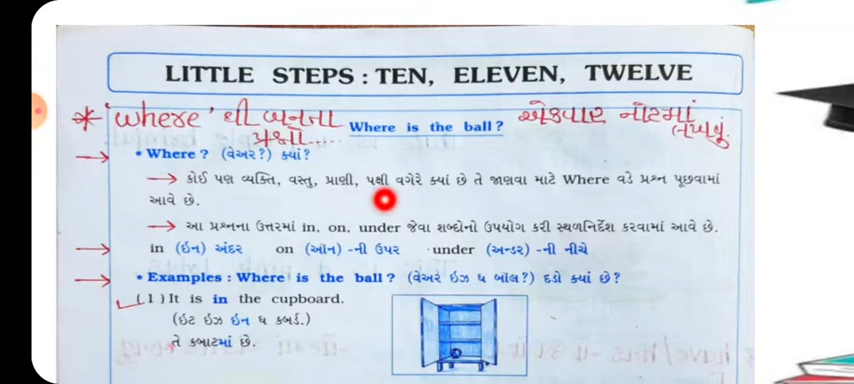 LITTLE STEPS : TEN, ELEVEN, TWELVE
* 'where' થી બનતા પ્રશ્નો.... એકવાર નોટમાં લખવું.
Where is the ball?
• Where? (વેઅર?) ક્યાં?
→ કોઈ પણ વ્યક્તિ, વસ્તુ, પ્રાણી, પક્ષી વગેરે ક્યાં છે તે જાણવા માટે Where વડે પ્રશ્ન પૂછવામાં
આવે છે.
→ આ પ્રશ્નના ઉત્તરમાં in, on, under જેવા શબ્દોનો ઉપયોગ કરી સ્થળનિર્દેશ કરવામાં આવે છે.
in (ઇન) અંદર on (ઑન) -ની ઉપર under (અન્ડર) -ની નીચે
• Examples : Where is the ball? (વેઅર ઇઝ ધ બૉલ?) દડો ક્યાં છે?
(1) It is in the cupboard.
(ઇટ ઇઝ ઇન ધ કબર્ડ.)
તે કબાટમાં છે.